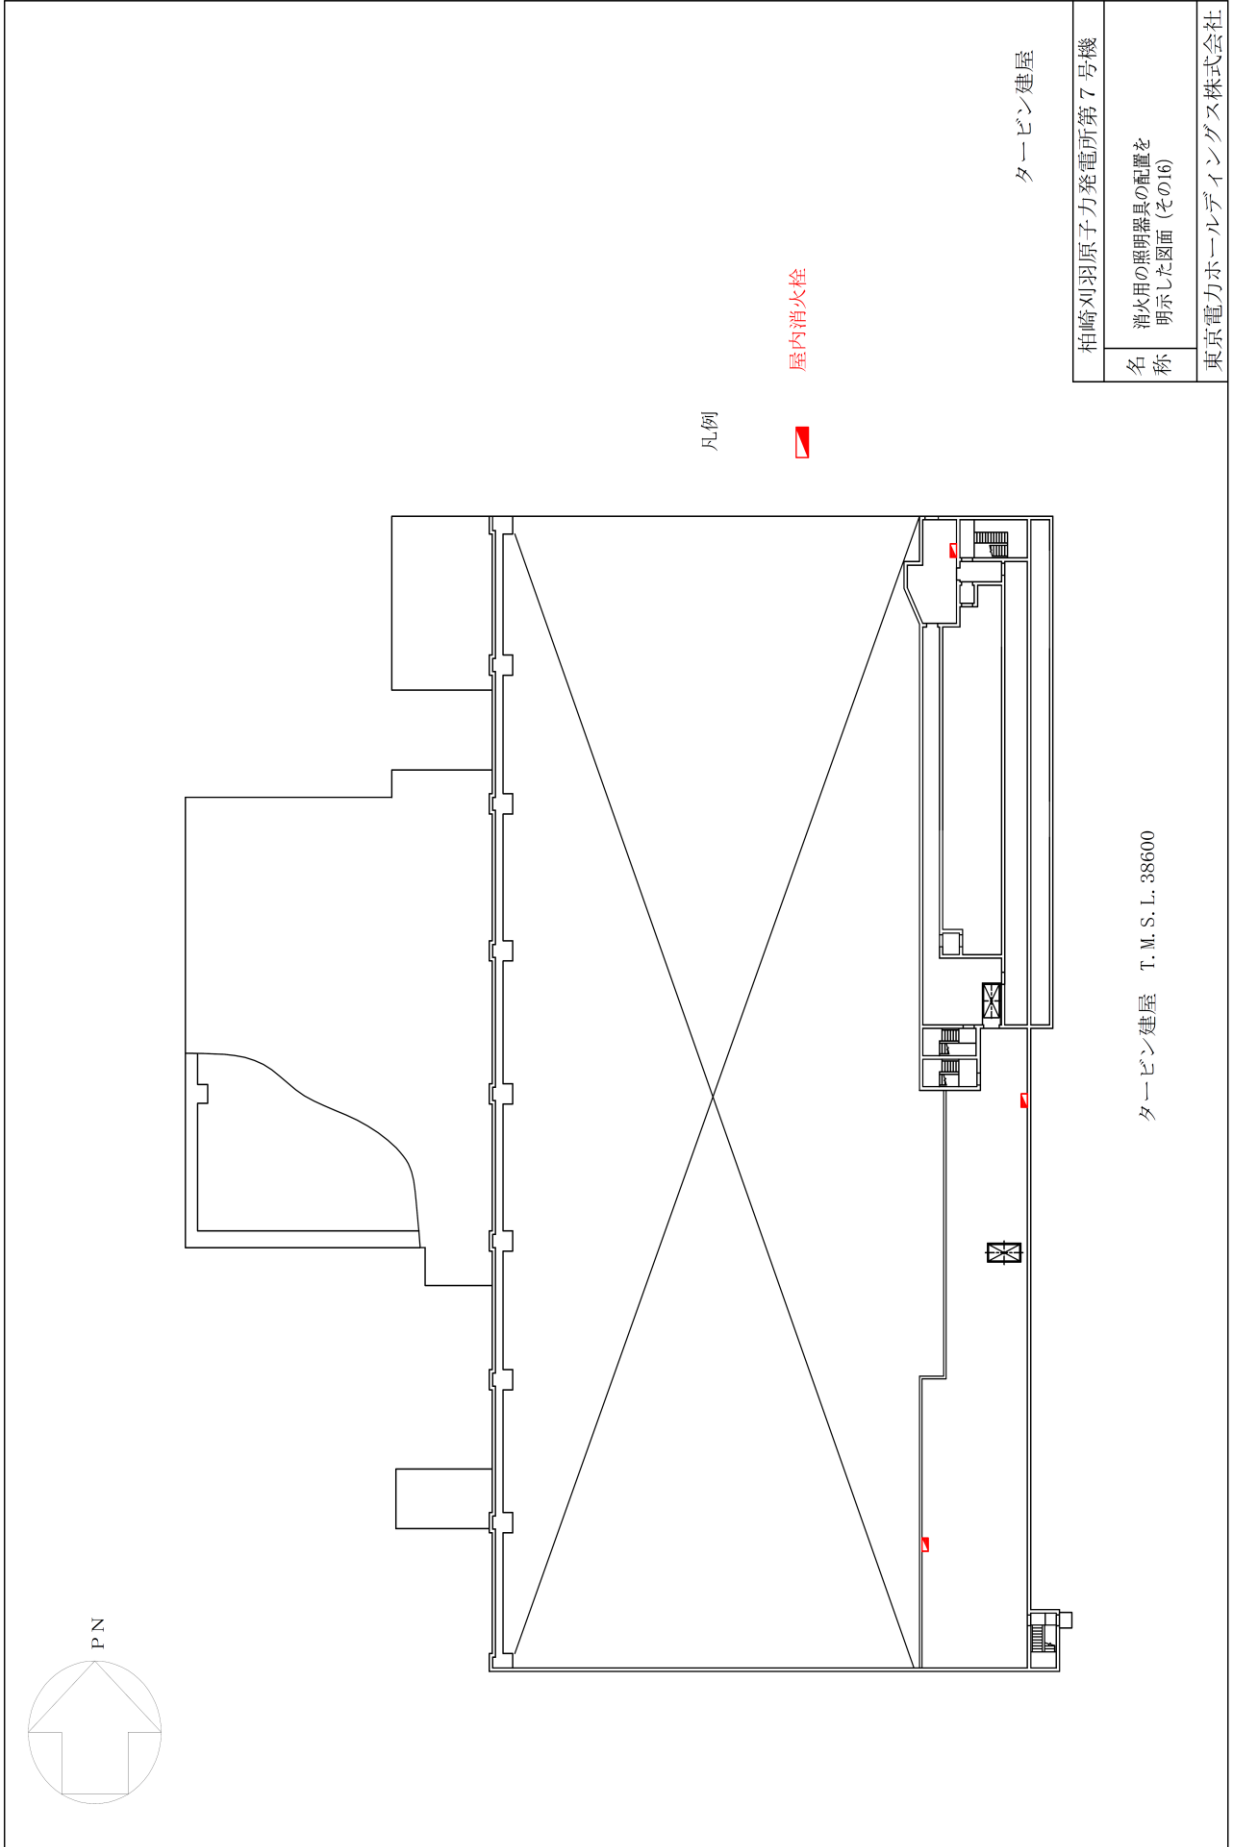 PN
凡例
屋内消火栓
タービン建屋 T.M.S.L.38600
タービン建屋
柏崎刈羽原子力発電所第7号機
名称
消火用の照明器具の配置を
明示した図面 (その16)
東京電力ホールディングス株式会社